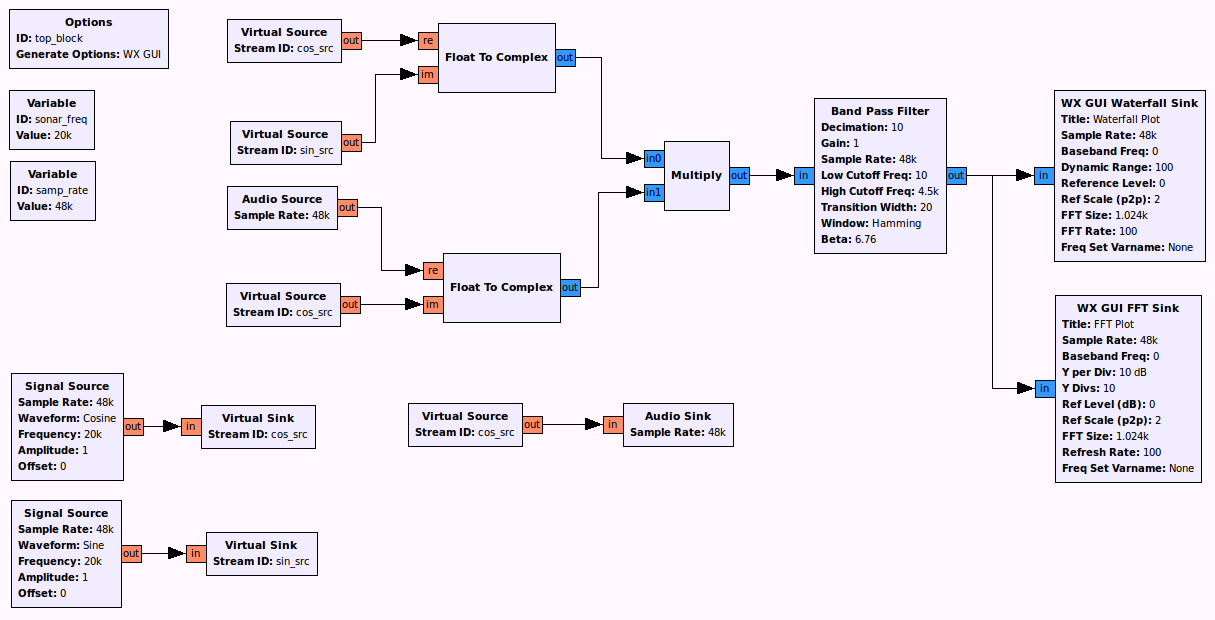 Options
ID: top_block
Generate Options: WX GUI
Variable
ID: sonar_freq
Value: 20k
Variable
ID: samp_rate
Value: 48k
Virtual Source
Stream ID: cos_src
out
Virtual Source
Stream ID: sin_src
out
Audio Source
Sample Rate: 48k
out
Virtual Source
Stream ID: cos_src
out
re
im
Float To Complex
out
re
im
Float To Complex
out
in0
in1
Multiply
out
in
Band Pass Filter
Decimation: 10
Gain: 1
Sample Rate: 48k
Low Cutoff Freq: 10
High Cutoff Freq: 4.5k
Transition Width: 20
Window: Hamming
Beta: 6.76
out
in
WX GUI Waterfall Sink
Title: Waterfall Plot
Sample Rate: 48k
Baseband Freq: 0
Dynamic Range: 100
Reference Level: 0
Ref Scale (p2p): 2
FFT Size: 1.024k
FFT Rate: 100
Freq Set Varname: None
in
WX GUI FFT Sink
Title: FFT Plot
Sample Rate: 48k
Baseband Freq: 0
Y per Div: 10 dB
Y Divs: 10
Ref Level (dB): 0
Ref Scale (p2p): 2
FFT Size: 1.024k
Refresh Rate: 100
Freq Set Varname: None
Signal Source
Sample Rate: 48k
Waveform: Cosine
Frequency: 20k
Amplitude: 1
Offset: 0
out
in
Virtual Sink
Stream ID: cos_src
Virtual Source
Stream ID: cos_src
out
in
Audio Sink
Sample Rate: 48k
Signal Source
Sample Rate: 48k
Waveform: Sine
Frequency: 20k
Amplitude: 1
Offset: 0
out
in
Virtual Sink
Stream ID: sin_src